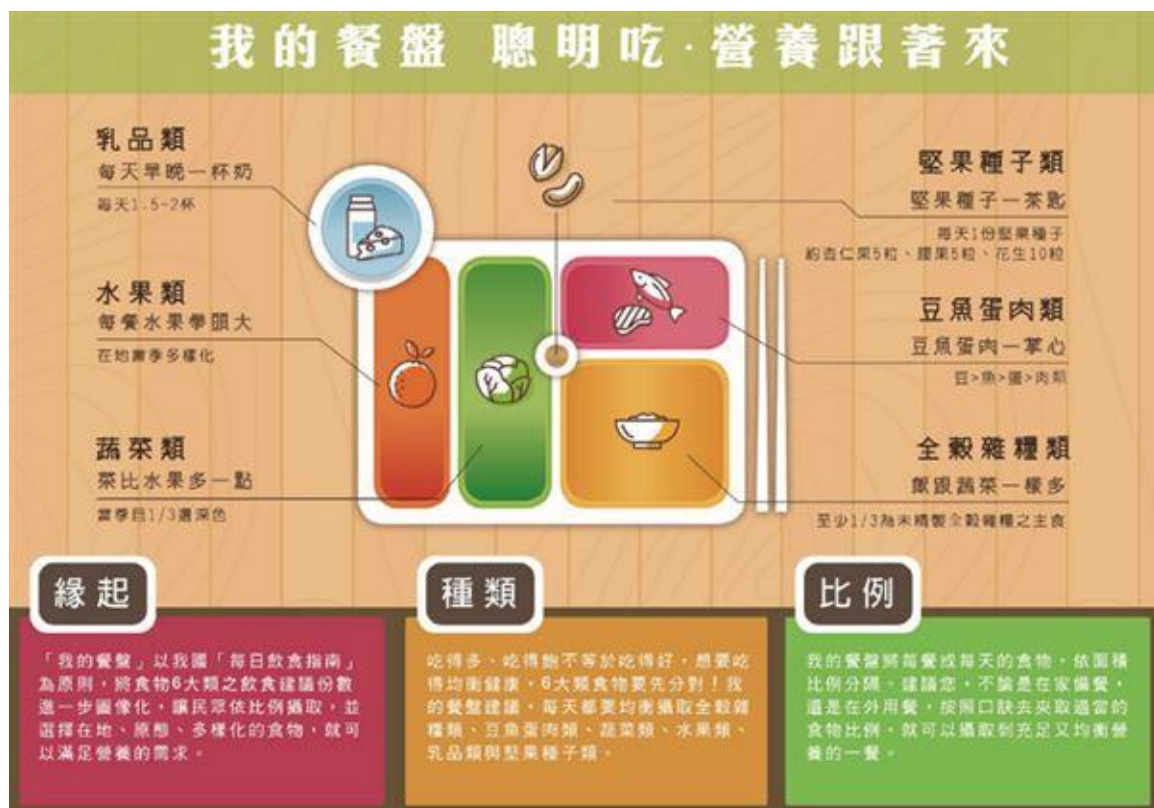 我的餐盤 聰明吃·營養跟著來
乳品類
每天早晚一杯奶
每天1.5-2杯
水果類
每餐水果拳頭大
在地當季多樣化
蔬菜類
菜比水果多一點
當季且1/3選深色
堅果種子類
堅果種子一茶匙
每天1份堅果種子
約杏仁果5粒、腰果5粒、花生10粒
豆魚蛋肉類
豆魚蛋肉一掌心
豆>魚>蛋>肉類
全穀雜糧類
飯跟蔬菜一樣多
至少1/3為未精製全穀雜糧之主食
緣起
「我的餐盤」以我國「每日飲食指南」
為原則，將食物6大類之飲食建議份數
進一步圖像化，讓民眾依比例攝取，並
選擇在地、原態、多樣化的食物，就可
以滿足營養的需求。
種類
吃得多、吃得飽不等於吃得好，想要吃
得均衡健康，6大類食物要先分對！我
的餐盤建議，每天都要均衡攝取全穀雜
糧類、豆魚蛋肉類、蔬菜類、水果類、
乳品類與堅果種子類。
比例
我的餐盤將每餐或每天的食物，依面積
比例分隔。建議您，不論是在家備餐，
還是在外用餐，按照口訣去夾取適當的
食物比例，就可以攝取到充足又均衡營
養的一餐。